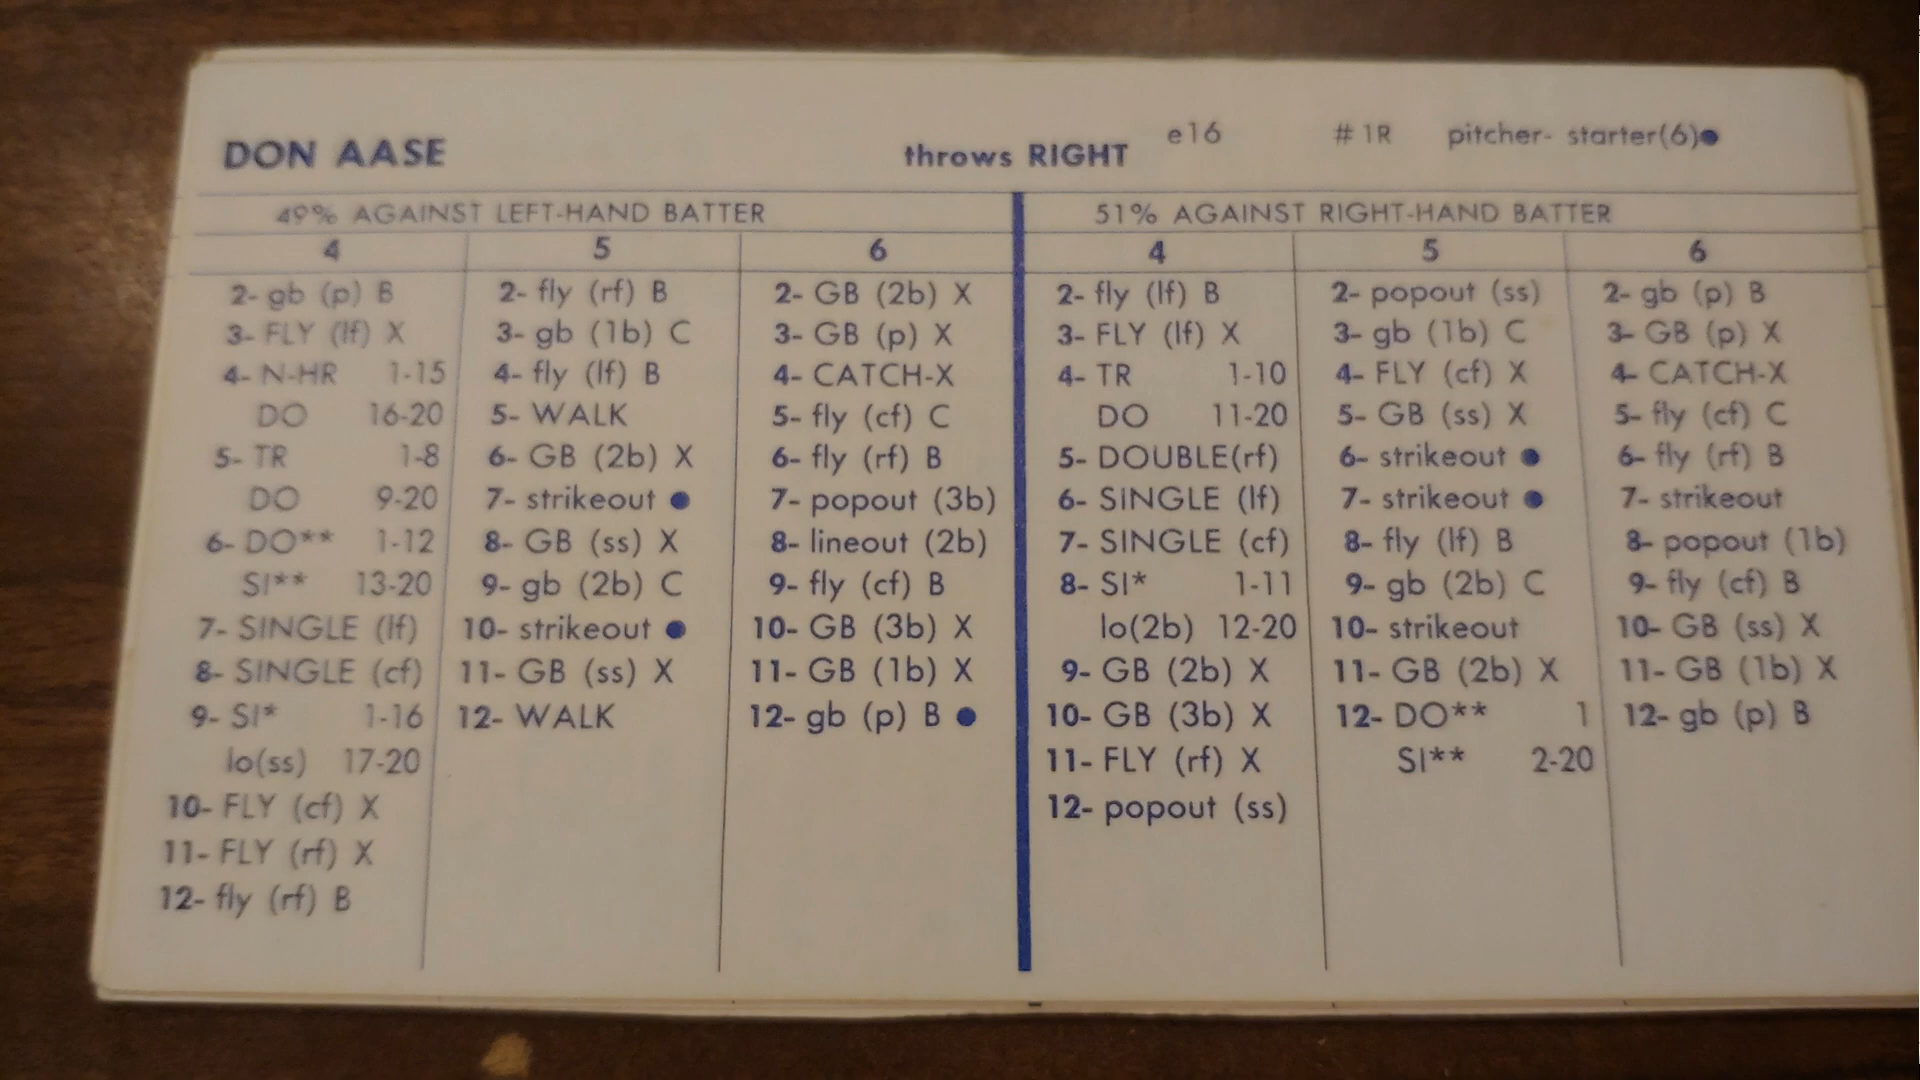 DON AASE throws RIGHT e16 # 1R pitcher- starter(6)●
49% AGAINST LEFT-HAND BATTER
4
2- gb (p) B
3- FLY (lf) X
4- N-HR 1-15
DO 16-20
5- TR 1-8
DO 9-20
6- DO** 1-12
SI** 13-20
7- SINGLE (lf)
8- SINGLE (cf)
9- SI* 1-16
lo(ss) 17-20
10- FLY (cf) X
11- FLY (rf) X
12- fly (rf) B
5
2- fly (rf) B
3- gb (1b) C
4- fly (lf) B
5- WALK
6- GB (2b) X
7- strikeout ●
8- GB (ss) X
9- gb (2b) C
10- strikeout ●
11- GB (ss) X
12- WALK
6
2- GB (2b) X
3- GB (p) X
4- CATCH-X
5- fly (cf) C
6- fly (rf) B
7- popout (3b)
8- lineout (2b)
9- fly (cf) B
10- GB (3b) X
11- GB (1b) X
12- gb (p) B ●
51% AGAINST RIGHT-HAND BATTER
4
2- fly (lf) B
3- FLY (lf) X
4- TR 1-10
DO 11-20
5- DOUBLE(rf)
6- SINGLE (lf)
7- SINGLE (cf)
8- SI* 1-11
lo(2b) 12-20
9- GB (2b) X
10- GB (3b) X
11- FLY (rf) X
12- popout (ss)
5
2- popout (ss)
3- gb (1b) C
4- FLY (cf) X
5- GB (ss) X
6- strikeout ●
7- strikeout ●
8- fly (lf) B
9- gb (2b) C
10- strikeout
11- GB (2b) X
12- DO** 1
SI** 2-20
6
2- gb (p) B
3- GB (p) X
4- CATCH-X
5- fly (cf) C
6- fly (rf) B
7- strikeout
8- popout (1b)
9- fly (cf) B
10- GB (ss) X
11- GB (1b) X
12- gb (p) B